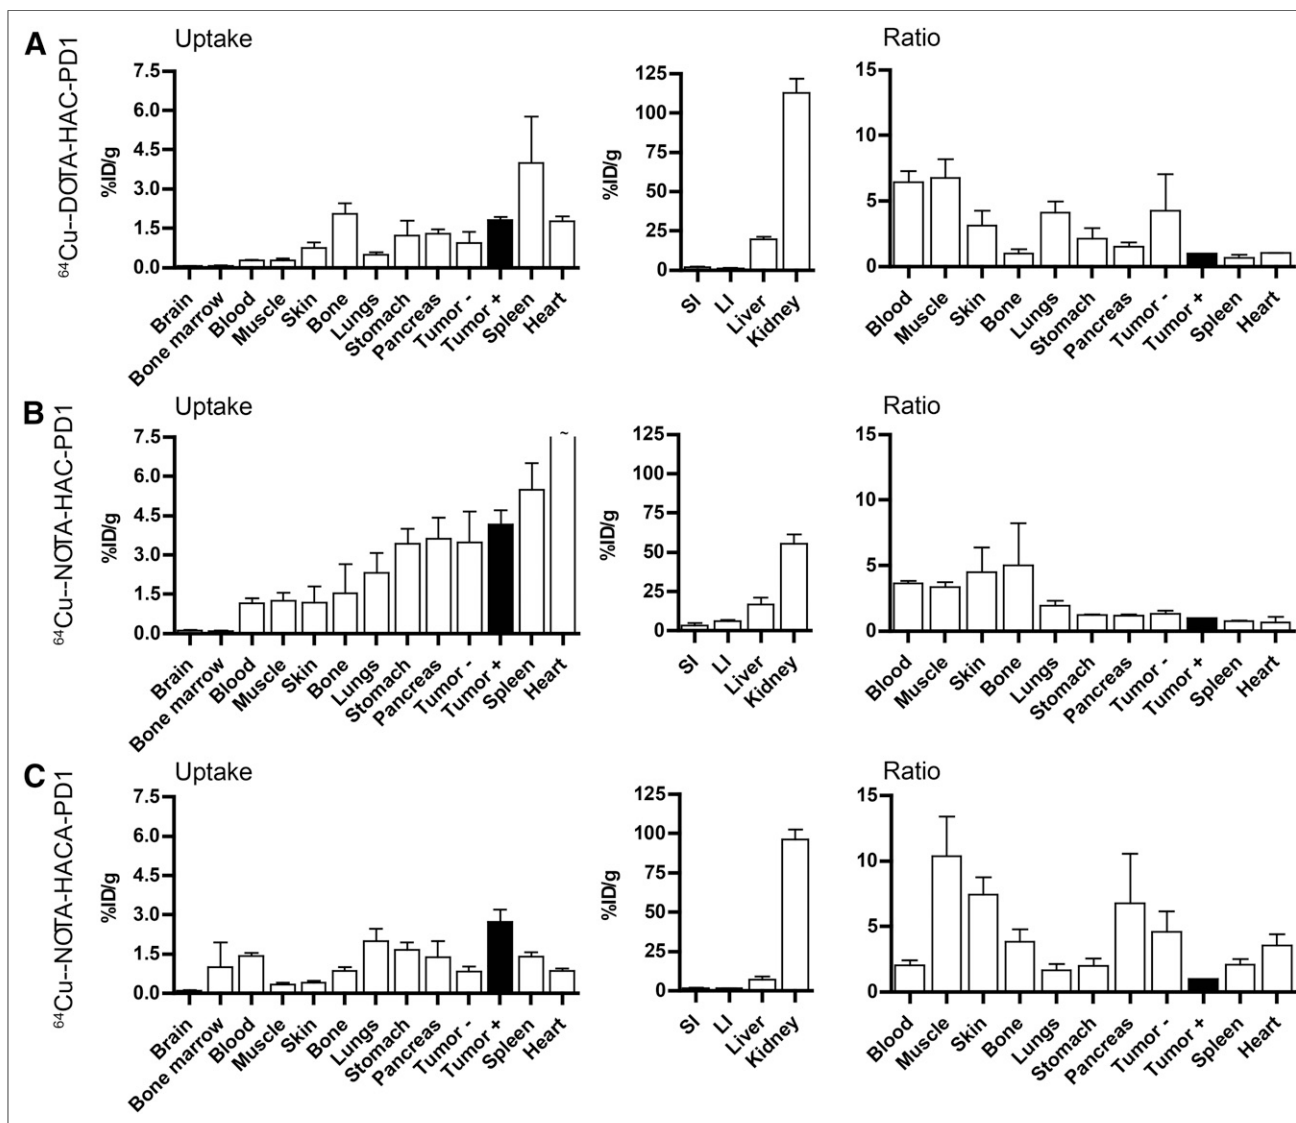 A
64Cu--DOTA-HAC-PD1
Uptake
%ID/g
7.5
6.0
4.5
3.0
1.5
0.0
Brain
Bone marrow
Blood
Muscle
Skin
Bone
Lungs
Stomach
Pancreas
Tumor -
Tumor +
Spleen
Heart
%ID/g
125
100
75
50
25
0
SI
LI
Liver
Kidney
Ratio
15
10
5
0
Blood
Muscle
Skin
Bone
Lungs
Stomach
Pancreas
Tumor -
Tumor +
Spleen
Heart
B
64Cu--NOTA-HAC-PD1
Uptake
%ID/g
7.5
6.0
4.5
3.0
1.5
0.0
~
Brain
Bone marrow
Blood
Muscle
Skin
Bone
Lungs
Stomach
Pancreas
Tumor -
Tumor +
Spleen
Heart
%ID/g
125
100
75
50
25
0
SI
LI
Liver
Kidney
Ratio
15
10
5
0
Blood
Muscle
Skin
Bone
Lungs
Stomach
Pancreas
Tumor -
Tumor +
Spleen
Heart
C
64Cu--NOTA-HACA-PD1
Uptake
%ID/g
7.5
6.0
4.5
3.0
1.5
0.0
Brain
Bone marrow
Blood
Muscle
Skin
Bone
Lungs
Stomach
Pancreas
Tumor -
Tumor +
Spleen
Heart
%ID/g
125
100
75
50
25
0
SI
LI
Liver
Kidney
Ratio
15
10
5
0
Blood
Muscle
Skin
Bone
Lungs
Stomach
Pancreas
Tumor -
Tumor +
Spleen
Heart